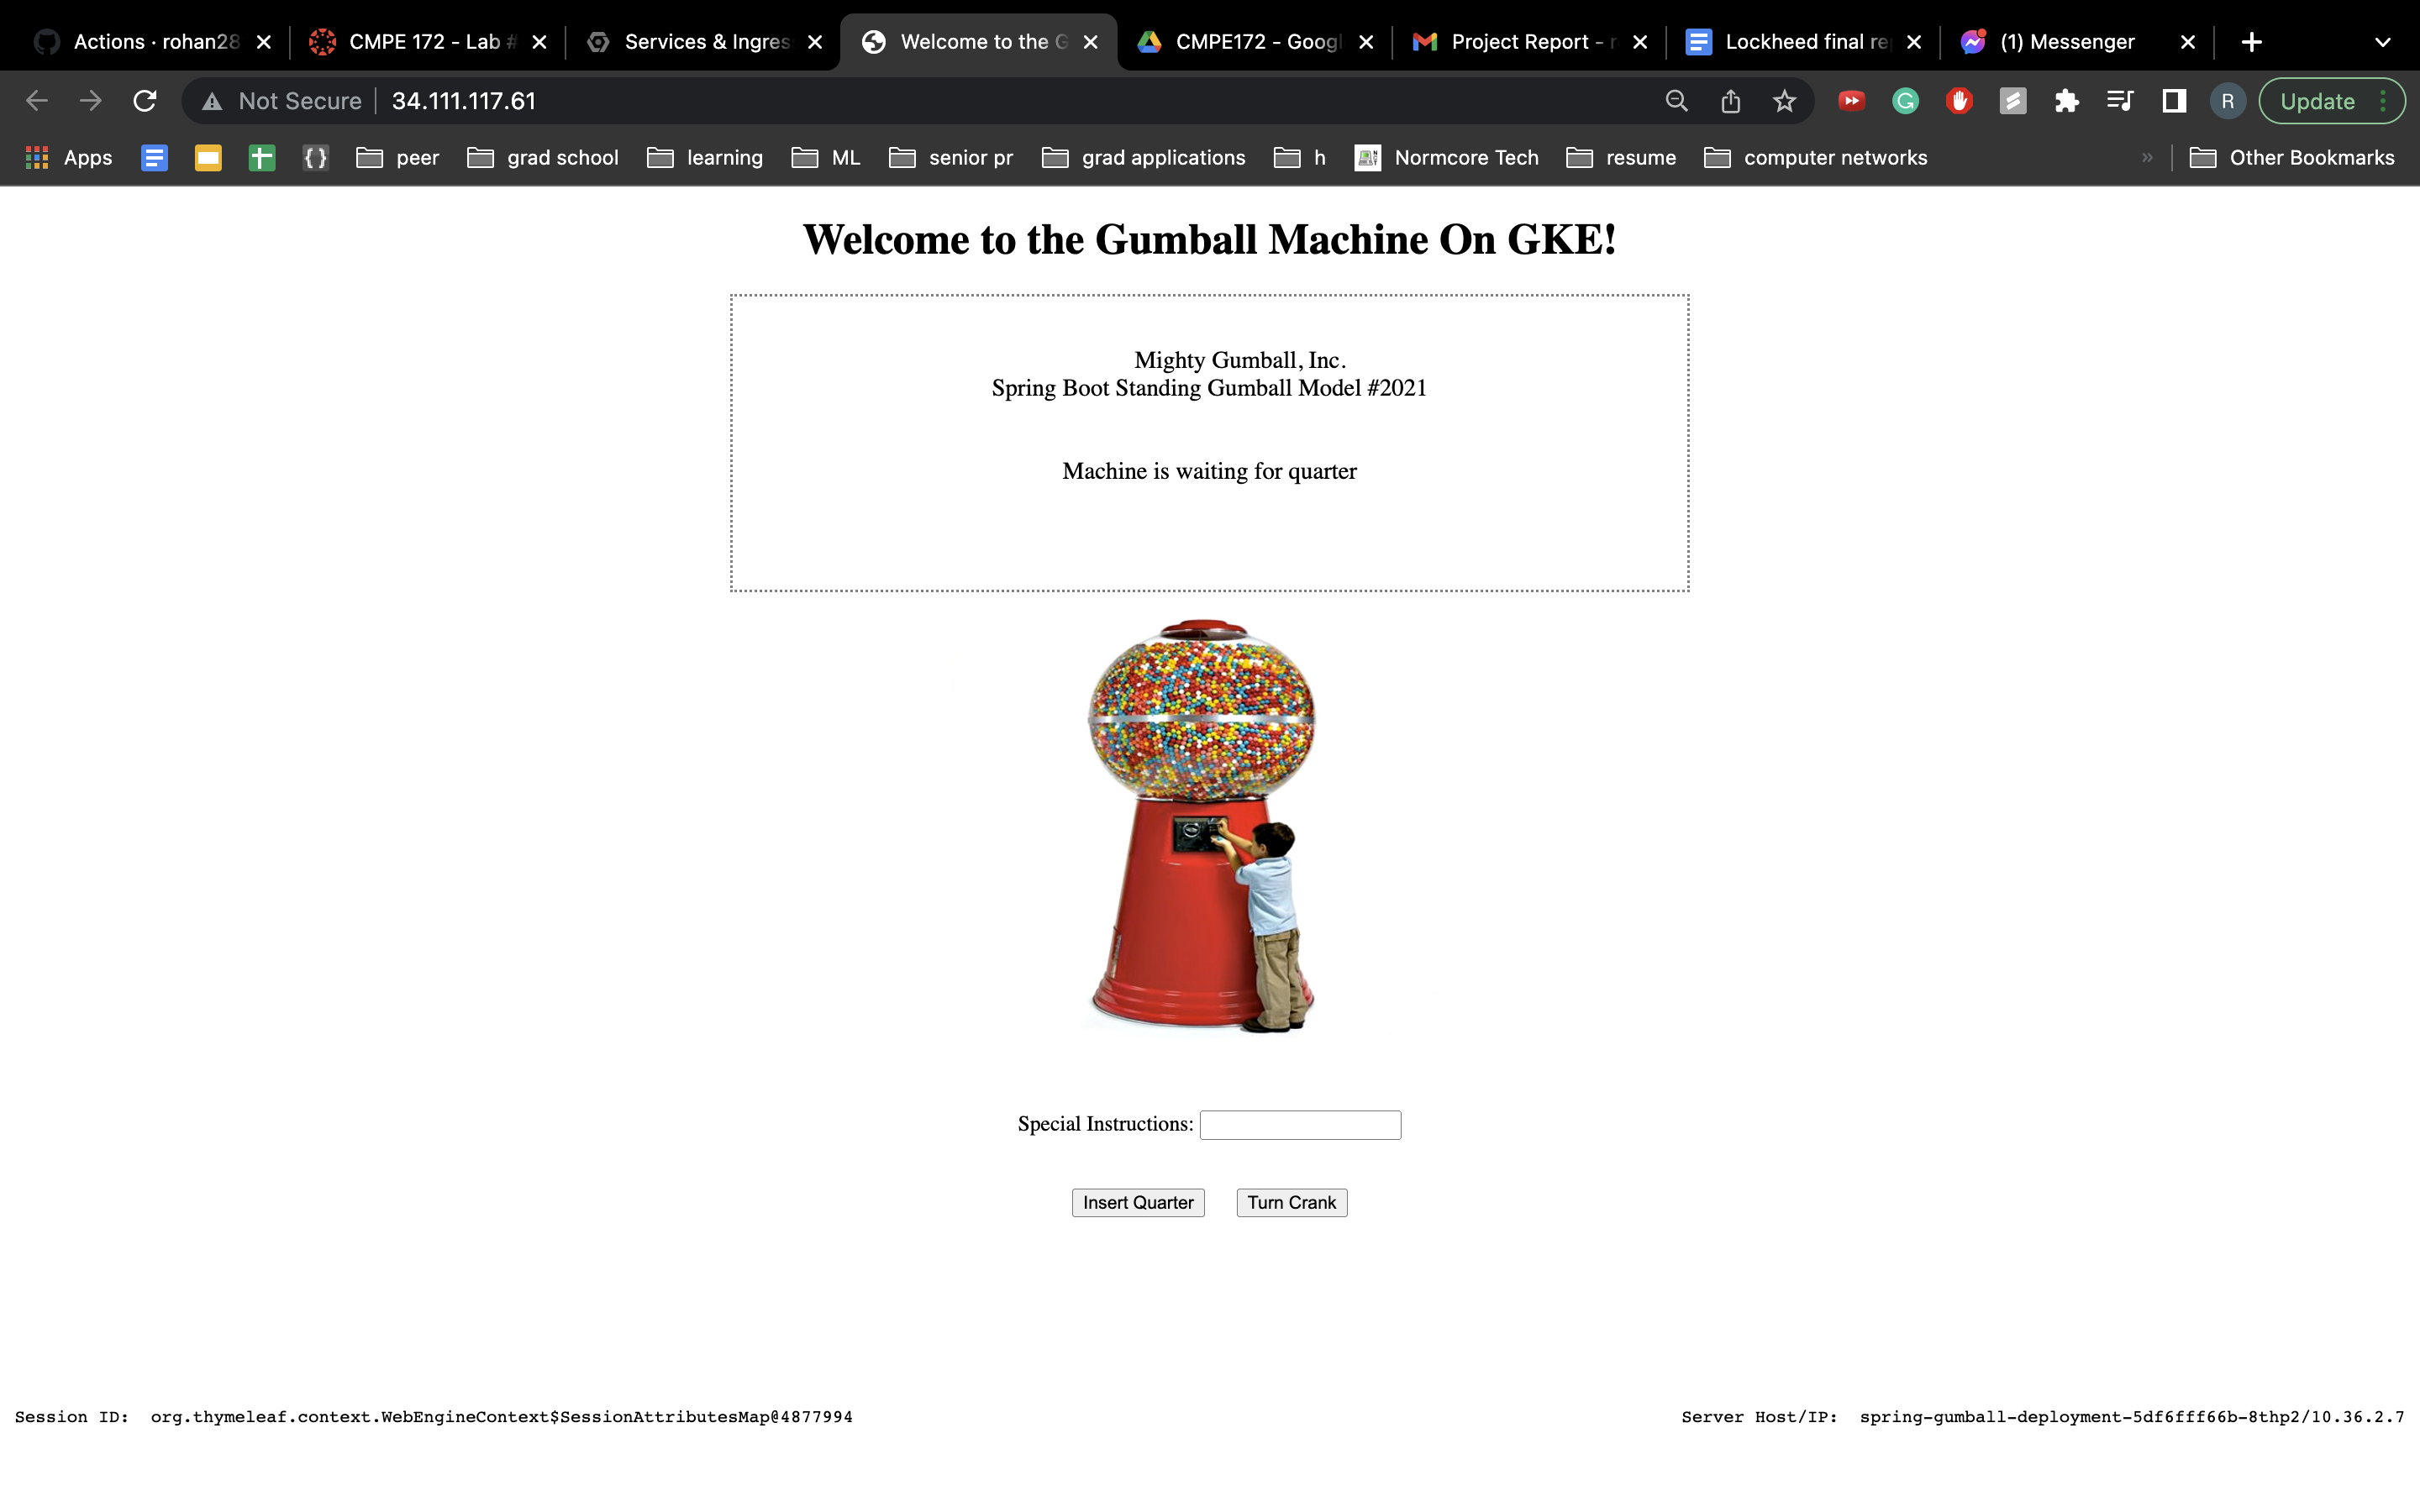 Actions · rohan28
CMPE 172 - Lab #
Services & Ingres
Welcome to the G
CMPE172 - Googl
Project Report - r
Lockheed final re
(1) Messenger
Not Secure
34.111.117.61
R
Update
Apps
peer
grad school
learning
ML
senior pr
grad applications
h
Normcore Tech
resume
computer networks
»
Other Bookmarks
Welcome to the Gumball Machine On GKE!
Mighty Gumball, Inc.
Spring Boot Standing Gumball Model #2021
Machine is waiting for quarter
Special Instructions:
Insert Quarter
Turn Crank
Session ID: org.thymeleaf.context.WebEngineContext$SessionAttributesMap@4877994
Server Host/IP: spring-gumball-deployment-5df6fff66b-8thp2/10.36.2.7